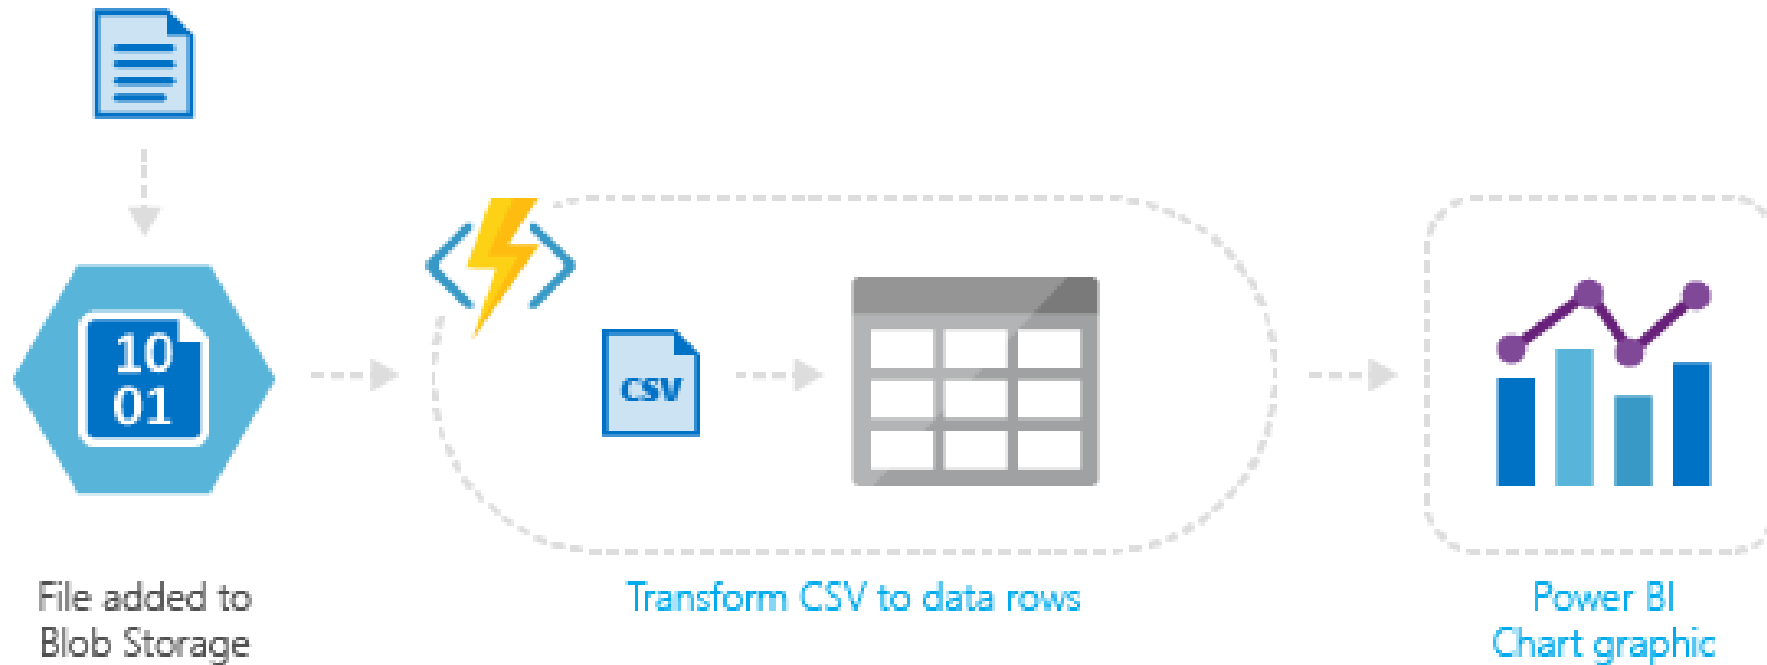 10
01
CSV
File added to
Blob Storage
Transform CSV to data rows
Power BI
Chart graphic